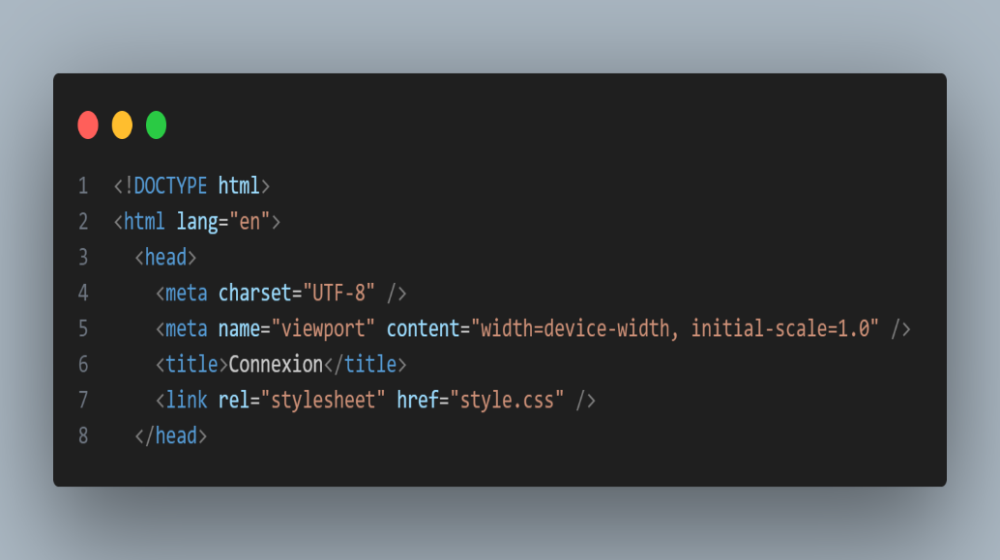 1 <!DOCTYPE html>
2 <html lang="en">
3   <head>
4     <meta charset="UTF-8" />
5     <meta name="viewport" content="width=device-width, initial-scale=1.0" />
6     <title>Connexion</title>
7     <link rel="stylesheet" href="style.css" />
8   </head>